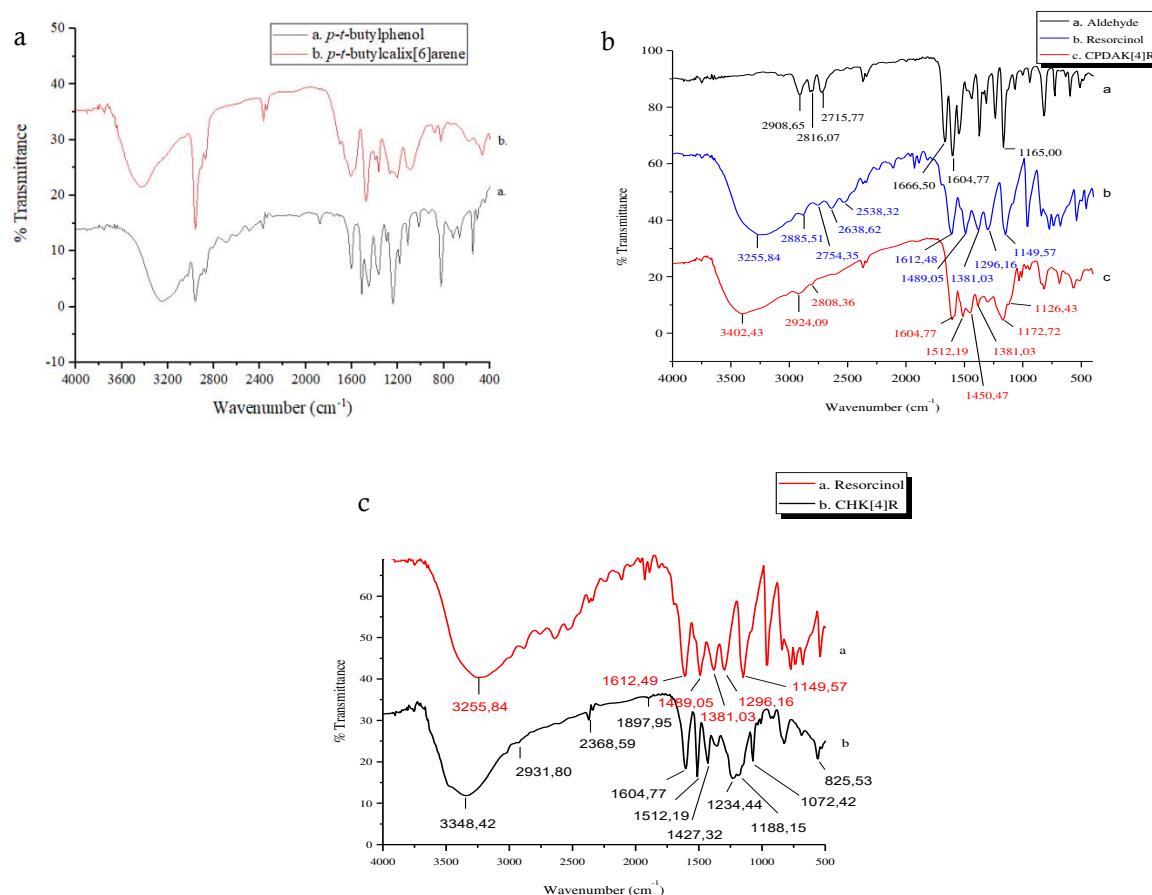 a
a. p-t-butylphenol
b. p-t-butylcalix[6]arene
50
40
30
20
10
0
-10
% Transmittance
b.
a.
4000 3600 3200 2800 2400 2000 1600 1200 800 400
Wavenumber (cm-1)
b
a. Aldehyde
b. Resorcinol
c. CPDAK[4]R
100
80
60
40
20
0
% Transmittance
a
2908,65
2816,07
2715,77
1666,50
1604,77
1165,00
b
3255,84
2885,51
2754,35
2638,62
2538,32
1612,48
1489,05
1381,03
1296,16
1149,57
c
3402,43
2924,09
2808,36
1604,77
1512,19
1450,47
1381,03
1172,72
1126,43
4000 3500 3000 2500 2000 1500 1000 500
Wavenumber (cm-1)
c
a. Resorcinol
b. CHK[4]R
60
50
40
30
20
10
0
% Transmittance
a
3255,84
1612,49
1489,05
1381,03
1296,16
1149,57
b
3348,42
2931,80
2368,59
1897,95
1604,77
1512,19
1427,32
1234,44
1188,15
1072,42
825,53
4000 3500 3000 2500 2000 1500 1000 500
Wavenumber (cm-1)